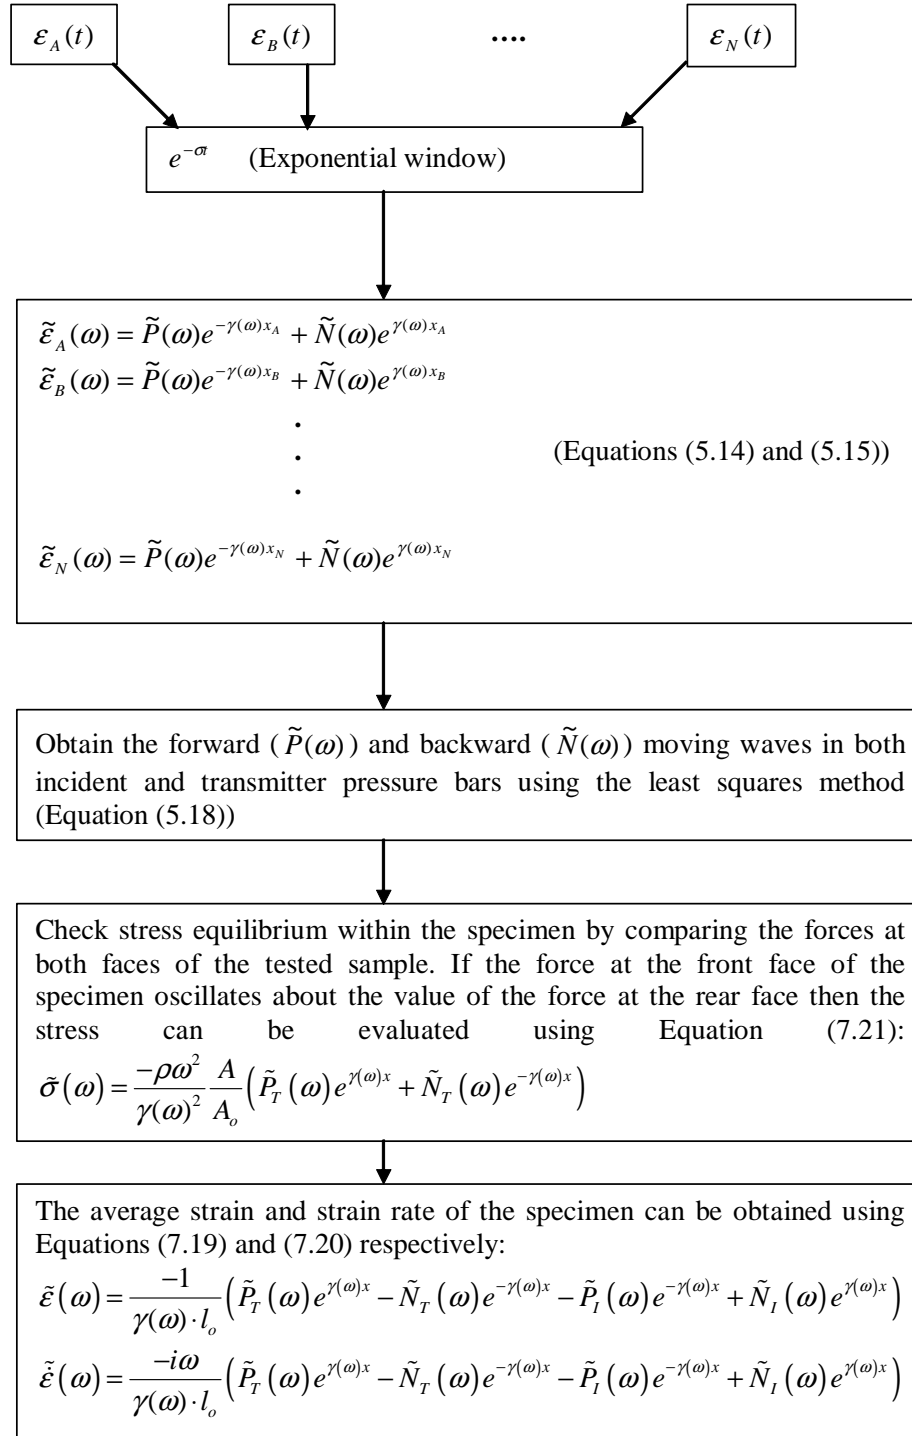 ε_A(t) ε_B(t) .... ε_N(t)
e^{-σt} (Exponential window)
ε̃_A(ω) = P̃(ω)e^{-γ(ω)x_A} + Ñ(ω)e^{γ(ω)x_A}
ε̃_B(ω) = P̃(ω)e^{-γ(ω)x_B} + Ñ(ω)e^{γ(ω)x_B}
.
. (Equations (5.14) and (5.15))
.
ε̃_N(ω) = P̃(ω)e^{-γ(ω)x_N} + Ñ(ω)e^{γ(ω)x_N}
Obtain the forward (P̃(ω)) and backward (Ñ(ω)) moving waves in both
incident and transmitter pressure bars using the least squares method
(Equation (5.18))
Check stress equilibrium within the specimen by comparing the forces at
both faces of the tested sample. If the force at the front face of the
specimen oscillates about the value of the force at the rear face then the
stress can be evaluated using Equation (7.21):
σ̃(ω) = \frac{-ρω^2}{γ(ω)^2} \frac{A}{A_o} (P̃_T(ω)e^{γ(ω)x} + Ñ_T(ω)e^{-γ(ω)x})
The average strain and strain rate of the specimen can be obtained using
Equations (7.19) and (7.20) respectively:
ε̃(ω) = \frac{-1}{γ(ω)·l_o} (P̃_T(ω)e^{γ(ω)x} - Ñ_T(ω)e^{-γ(ω)x} - P̃_I(ω)e^{-γ(ω)x} + Ñ_I(ω)e^{γ(ω)x})
ε̇̃(ω) = \frac{-iω}{γ(ω)·l_o} (P̃_T(ω)e^{γ(ω)x} - Ñ_T(ω)e^{-γ(ω)x} - P̃_I(ω)e^{-γ(ω)x} + Ñ_I(ω)e^{γ(ω)x})